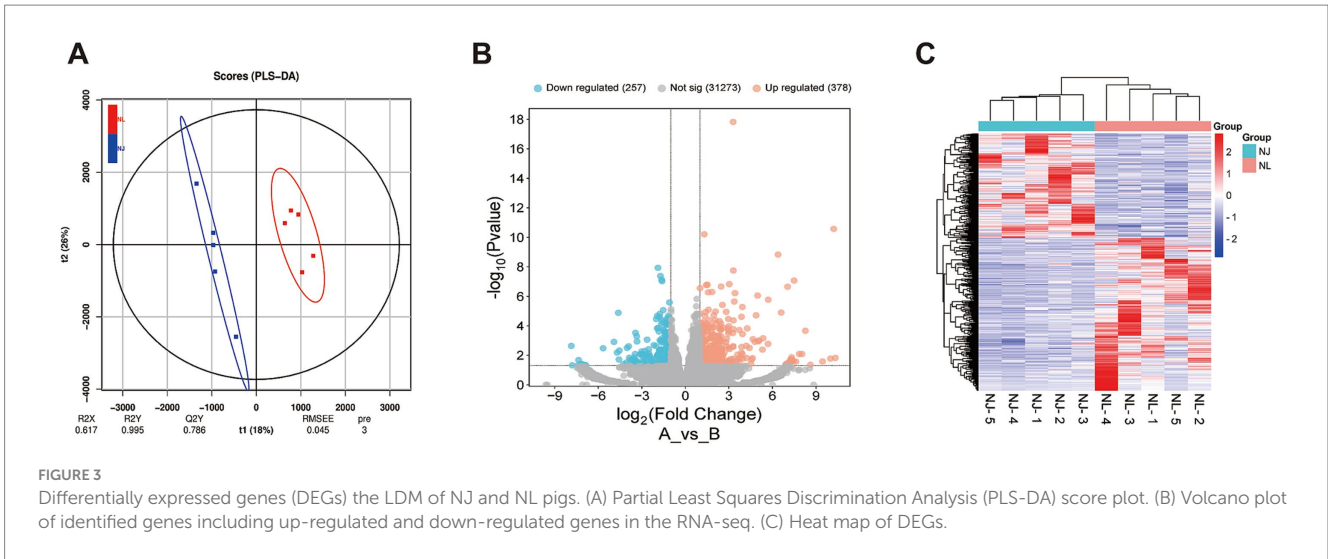 A
Scores (PLS-DA)
NL
NJ
4000
2000
0
2000
4000
t2 (26%)
-3000 -2000 -1000 0 1000 2000 3000
R2X R2Y Q2Y RMSEE pre
0.617 0.995 0.786 t1 (18%) 0.045 3
B
Down regulated (257) Not sig (31273) Up regulated (378)
18
16
14
12
10
8
6
4
2
0
-log10(Pvalue)
-9 -6 -3 0 3 6 9
log2(Fold Change)
A_vs_B
C
Group
2
1
0
-1
-2
Group
NJ
NL
NJ-5 NJ-4 NJ-1 NJ-2 NJ-3 NL-4 NL-3 NL-1 NL-5 NL-2
FIGURE 3
Differentially expressed genes (DEGs) the LDM of NJ and NL pigs. (A) Partial Least Squares Discrimination Analysis (PLS-DA) score plot. (B) Volcano plot
of identified genes including up-regulated and down-regulated genes in the RNA-seq. (C) Heat map of DEGs.